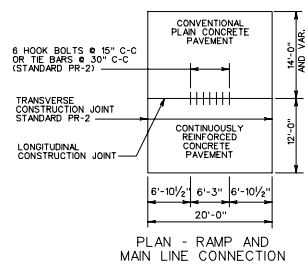 CONVENTIONAL
PLAIN CONCRETE
PAVEMENT
6 HOOK BOLTS @ 15" C-C
OR TIE BARS @ 30" C-C
(STANDARD PR-2)
14'-0"
AND VAR.
TRANSVERSE
CONSTRUCTION JOINT
STANDARD PR-2
LONGITUDINAL
CONSTRUCTION JOINT
CONTINUOUSLY
REINFORCED
CONCRETE
PAVEMENT
12'-0"
6'-10½" 6'-3" 6'-10½"
20'-0"
PLAN - RAMP AND
MAIN LINE CONNECTION